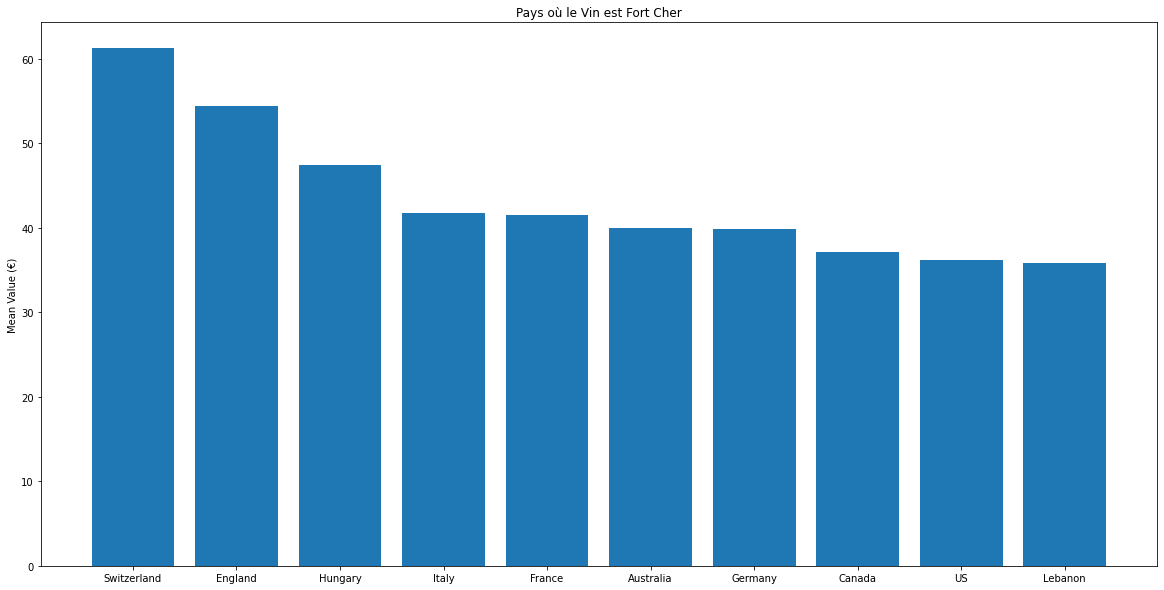 Pays où le Vin est Fort Cher
Mean Value (€)
60
50
40
30
20
10
0
Switzerland England Hungary Italy France Australia Germany Canada US Lebanon